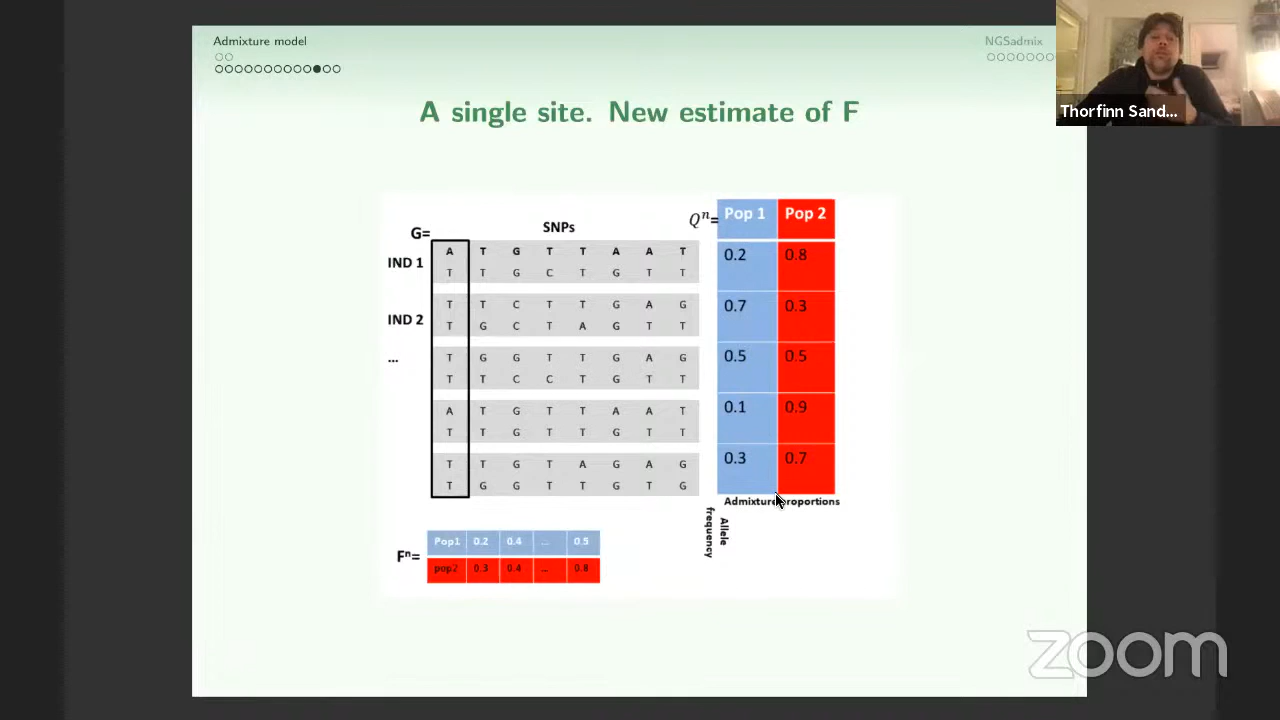 Admixture model
NGSadmix
Thorfinn Sand...
A single site. New estimate of F
G=
SNPs
Qⁿ=
Pop 1 Pop 2
IND 1
A T G T T A A T
T T G C T G T T
0.2 0.8
IND 2
T T C T T G A G
T G C T A G T T
0.7 0.3
...
T G G T T G A G
T T C C T G T T
0.5 0.5
A T G T T A A T
T T G T T G T T
0.1 0.9
T T G T A G A G
T G G T T G T G
0.3 0.7
Admixture proportions
Allele
frequency
Fⁿ=
Pop1 0.2 0.4 ... 0.5
pop2 0.3 0.4 ... 0.8
zoom